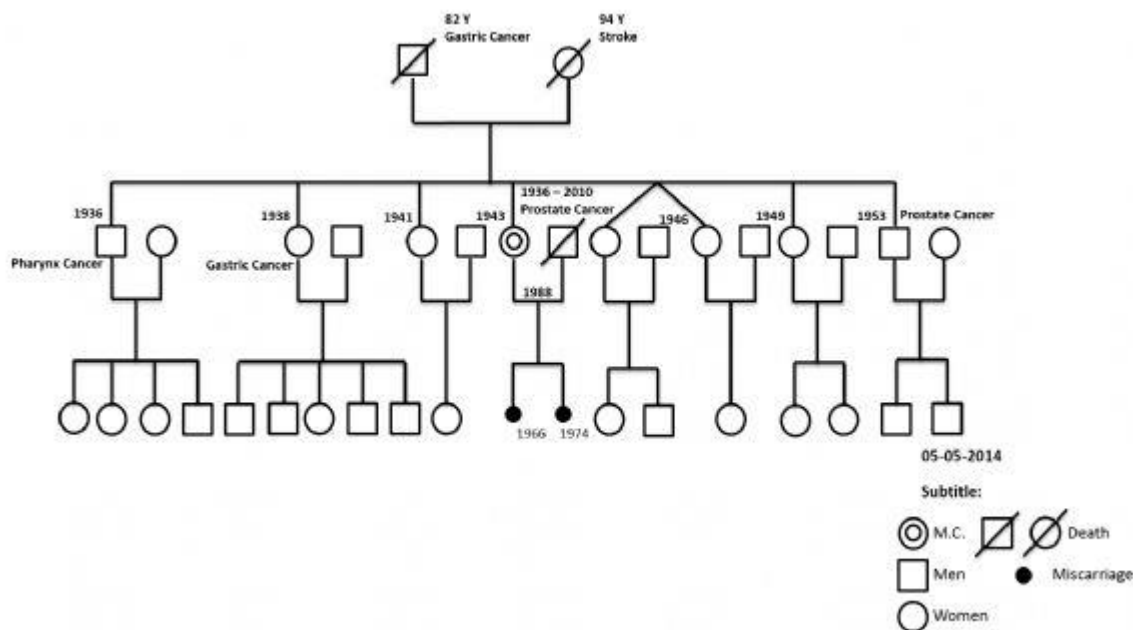 82 Y
Gastric Cancer
94 Y
Stroke
1936 – 2010
Prostate Cancer
1936
1938
1941
1943
1946
1949
1953
Prostate Cancer
Pharynx Cancer
Gastric Cancer
1988
1966
1974
05-05-2014
Subtitle:
M.C.
Death
Men
Miscarriage
Women